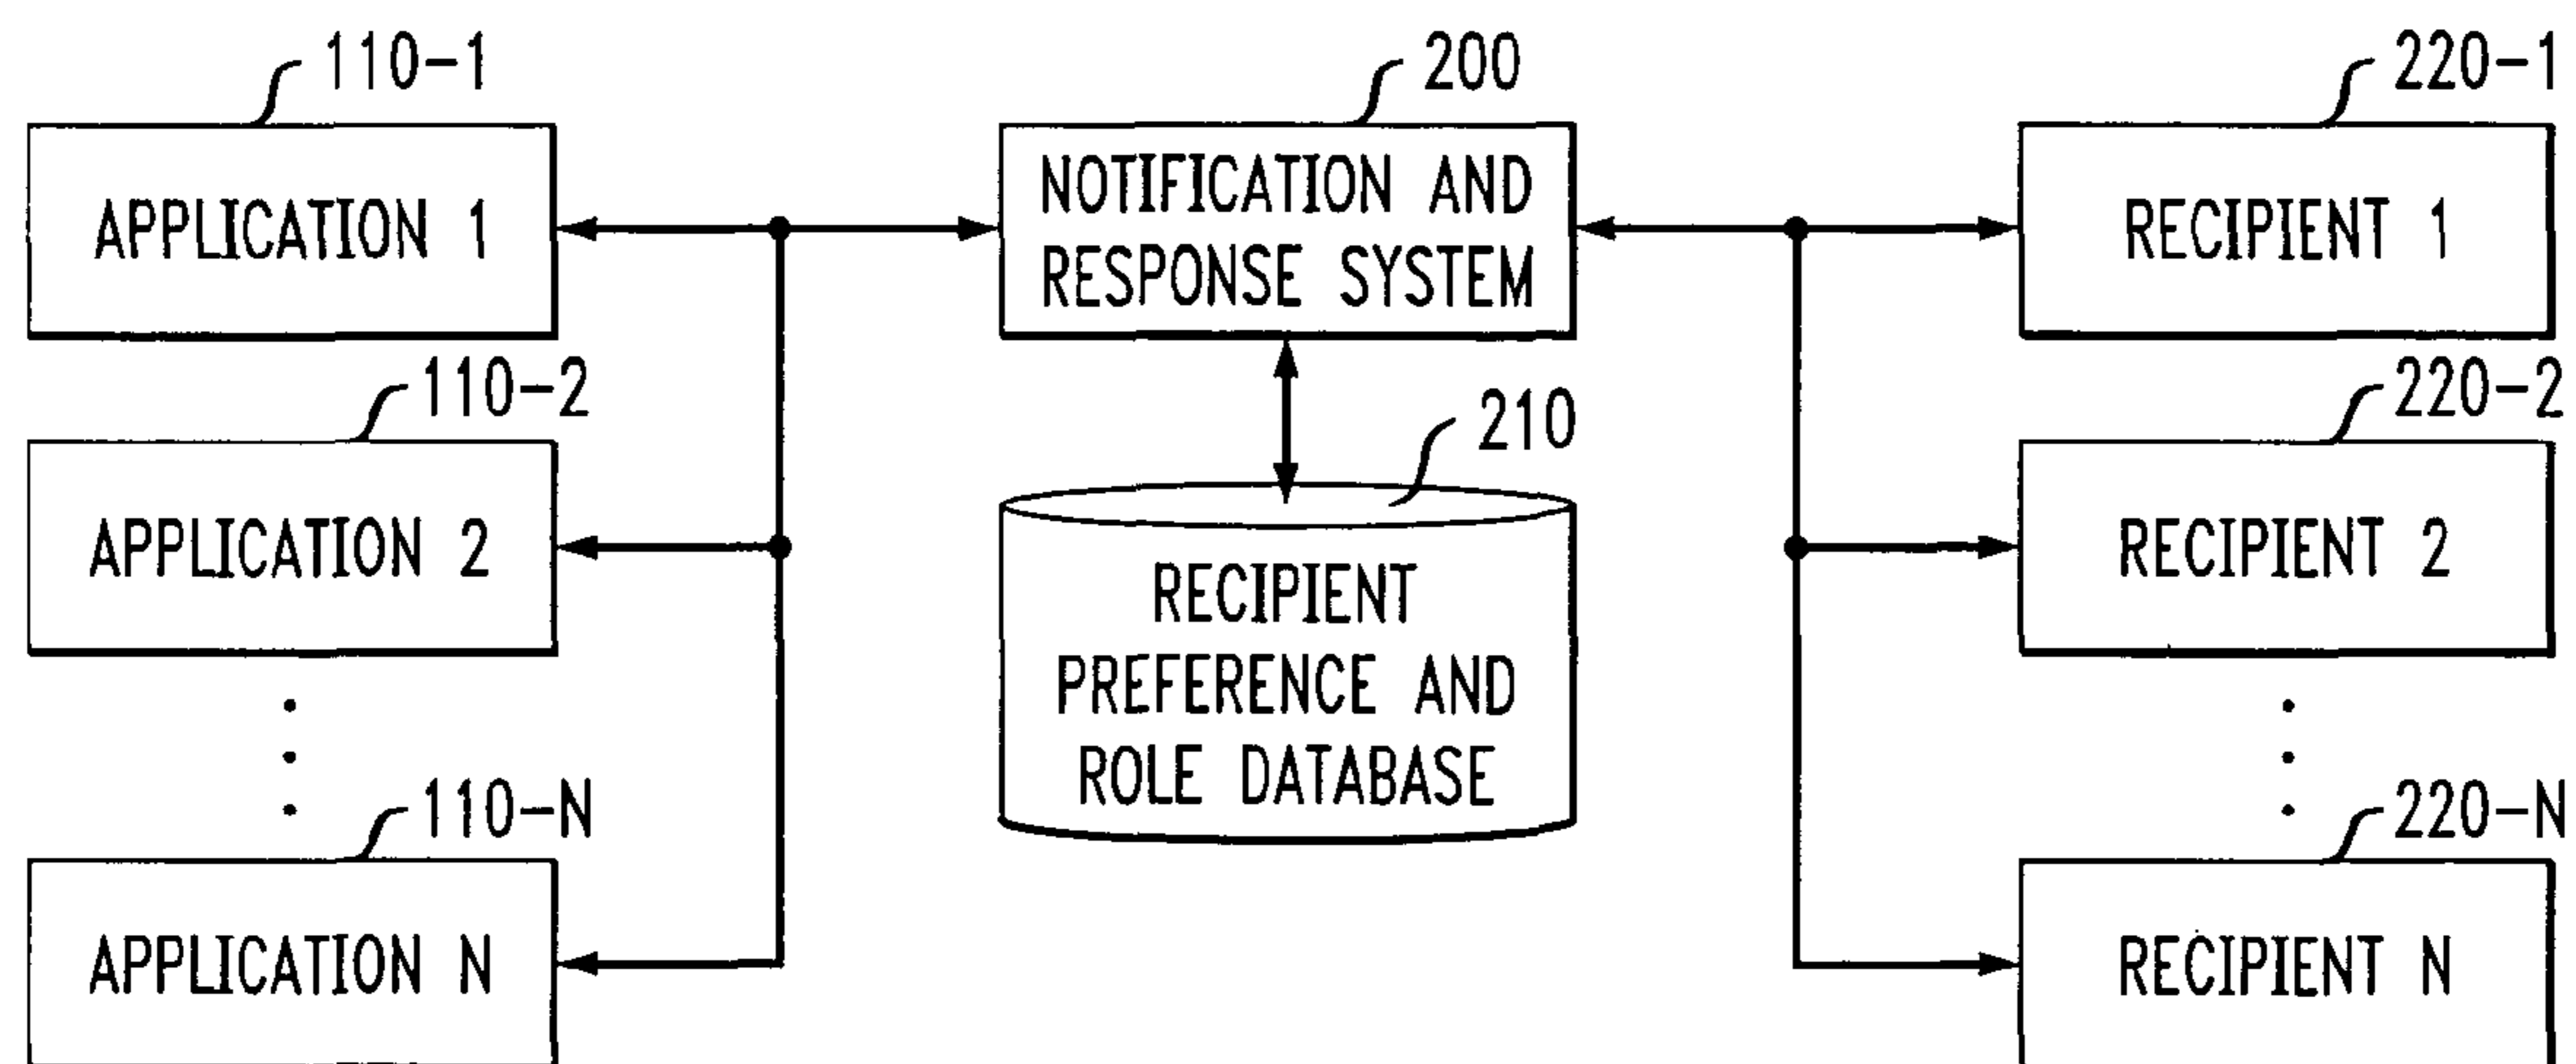 110-1
APPLICATION 1
110-2
APPLICATION 2
110-N
APPLICATION N
200
NOTIFICATION AND
RESPONSE SYSTEM
210
RECIPIENT
PREFERENCE AND
ROLE DATABASE
220-1
RECIPIENT 1
220-2
RECIPIENT 2
220-N
RECIPIENT N